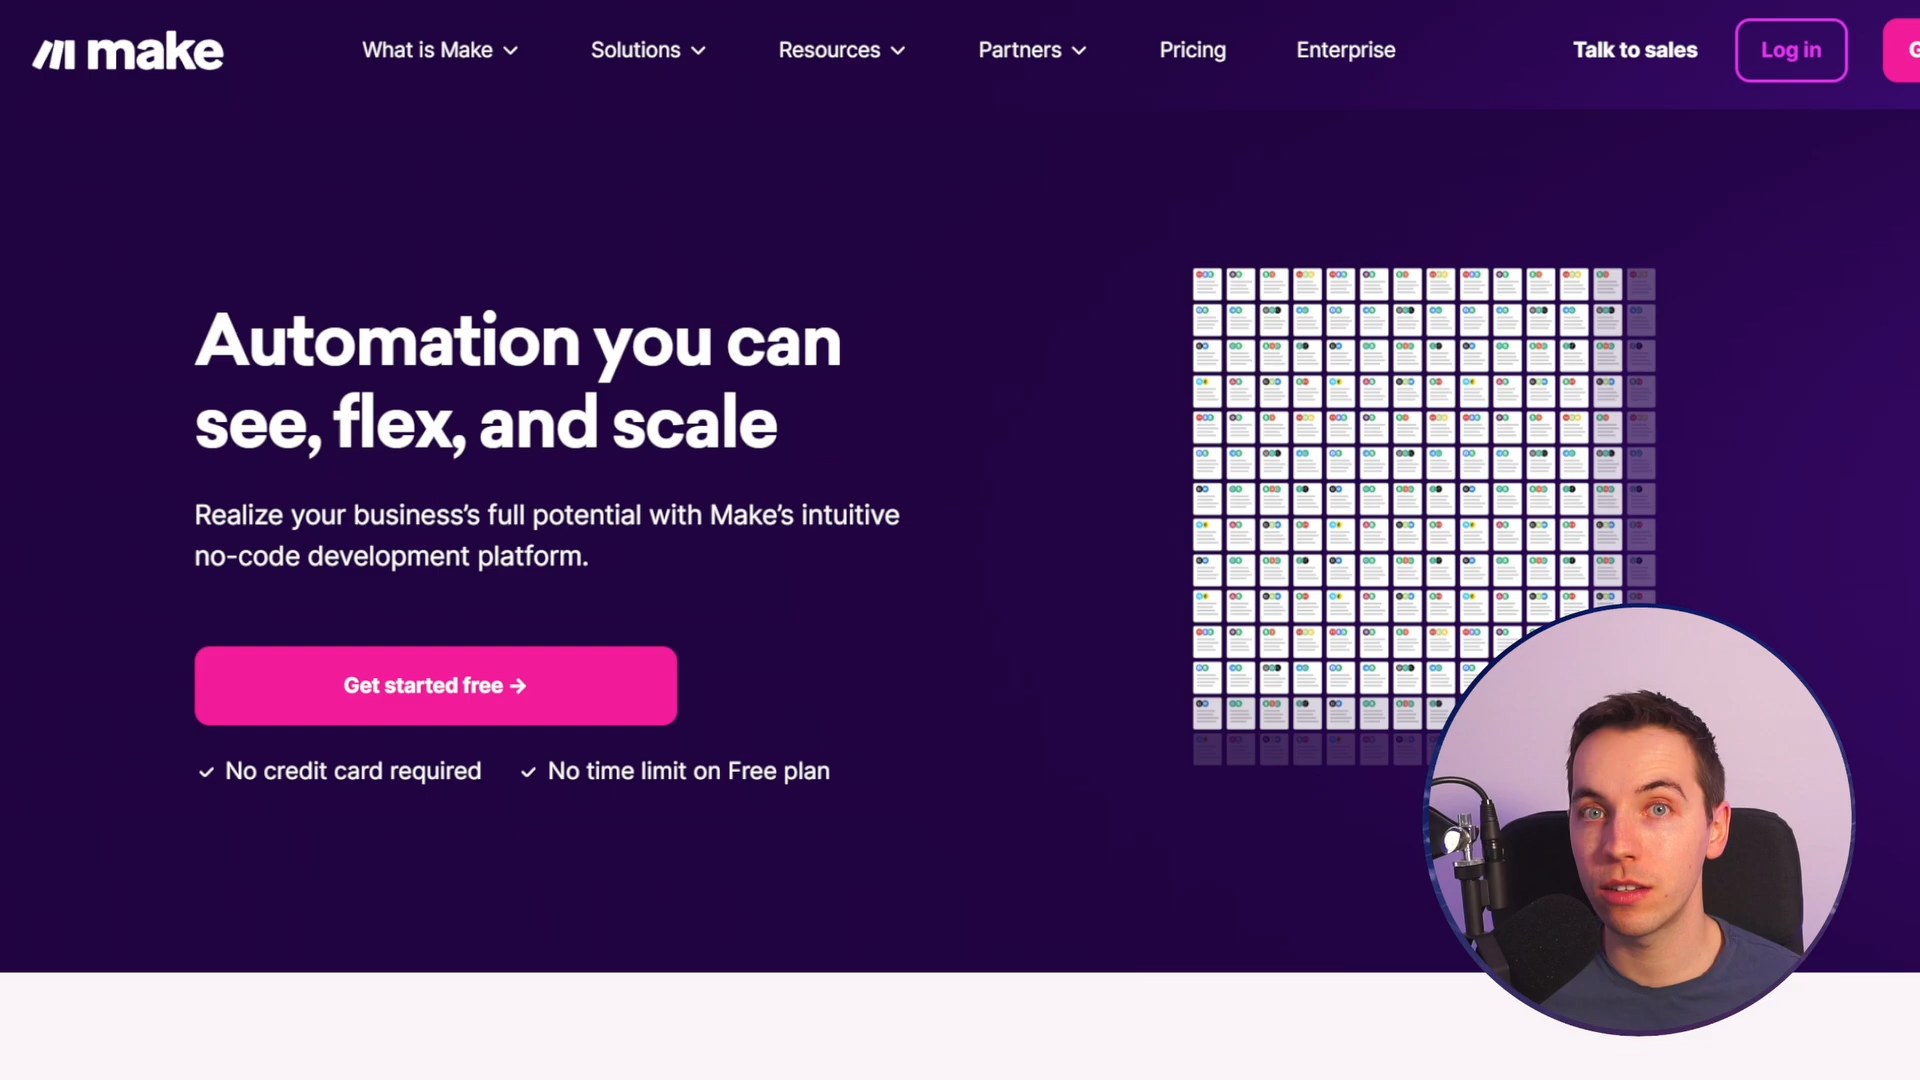 make
What is Make
Solutions
Resources
Partners
Pricing
Enterprise
Talk to sales
Log in
G
Automation you can
see, flex, and scale
Realize your business’s full potential with Make’s intuitive
no-code development platform.
Get started free →
No credit card required
No time limit on Free plan